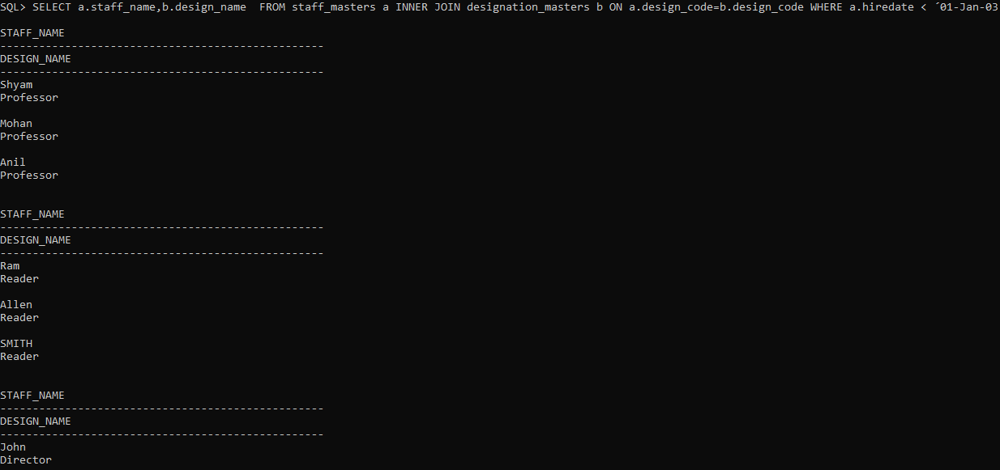 SQL> SELECT a.staff_name,b.design_name  FROM staff_masters a INNER JOIN designation_masters b ON a.design_code=b.design_code WHERE a.hiredate < ´01-Jan-03
STAFF_NAME
--------------------------------------------------
DESIGN_NAME
--------------------------------------------------
Shyam
Professor
Mohan
Professor
Anil
Professor
STAFF_NAME
--------------------------------------------------
DESIGN_NAME
--------------------------------------------------
Ram
Reader
Allen
Reader
SMITH
Reader
STAFF_NAME
--------------------------------------------------
DESIGN_NAME
--------------------------------------------------
John
Director